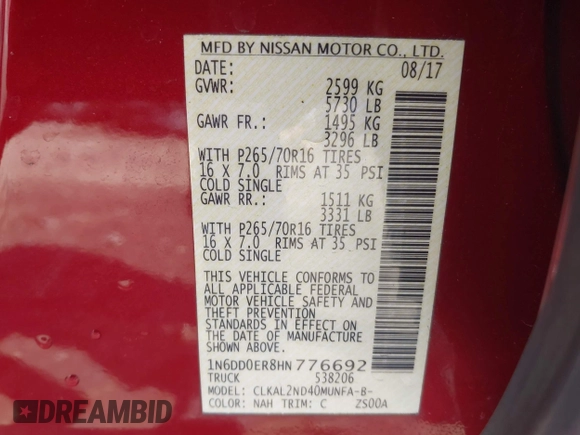 MFD BY NISSAN MOTOR CO., LTD.
DATE: 08/17
GVWR: 2599 KG
5730 LB
GAWR FR.: 1495 KG
3296 LB
WITH P265/70R16 TIRES
16 X 7.0 RIMS AT 35 PSI
COLD SINGLE
GAWR RR.: 1511 KG
3331 LB
WITH P265/70R16 TIRES
16 X 7.0 RIMS AT 35 PSI
COLD SINGLE
THIS VEHICLE CONFORMS TO
ALL APPLICABLE FEDERAL
MOTOR VEHICLE SAFETY AND
THEFT PREVENTION
STANDARDS IN EFFECT ON
THE DATE OF MANUFACTURE
SHOWN ABOVE.
1N6DD0ER8HN776692
TRUCK 538206
MODEL: CLKAL2ND40MUNFA-B-
COLOR: NAH TRIM: C ZS00A
FAXVIN